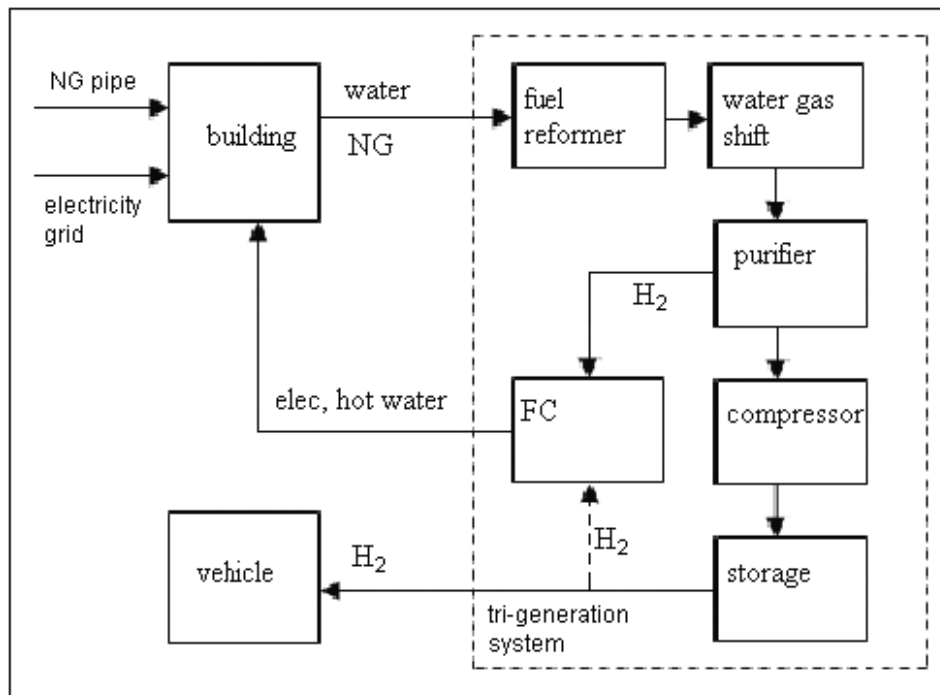 NG pipe
electricity
grid
building
water
NG
fuel
reformer
water gas
shift
purifier
H₂
FC
elec, hot water
compressor
H₂
storage
vehicle
H₂
tri-generation
system